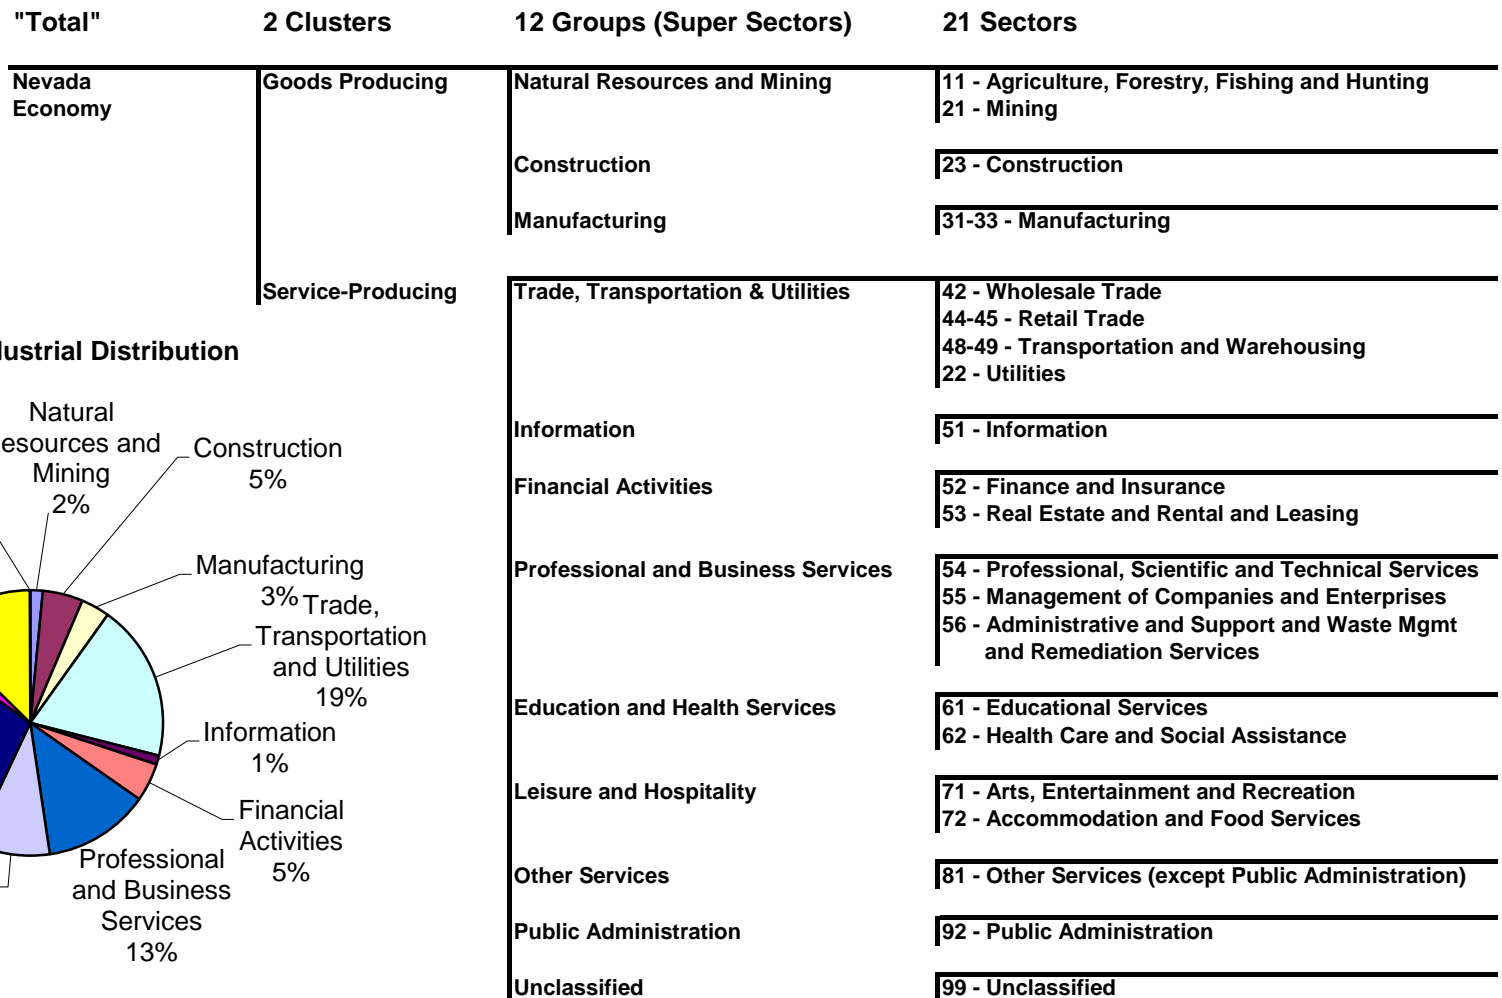 "Total" 2 Clusters 12 Groups (Super Sectors) 21 Sectors
Nevada Economy
Goods Producing
Natural Resources and Mining
11 - Agriculture, Forestry, Fishing and Hunting
21 - Mining
Construction
23 - Construction
Manufacturing
31-33 - Manufacturing
Service-Producing
Trade, Transportation & Utilities
42 - Wholesale Trade
44-45 - Retail Trade
48-49 - Transportation and Warehousing
22 - Utilities
Information
51 - Information
Financial Activities
52 - Finance and Insurance
53 - Real Estate and Rental and Leasing
Professional and Business Services
54 - Professional, Scientific and Technical Services
55 - Management of Companies and Enterprises
56 - Administrative and Support and Waste Mgmt
and Remediation Services
Education and Health Services
61 - Educational Services
62 - Health Care and Social Assistance
Leisure and Hospitality
71 - Arts, Entertainment and Recreation
72 - Accommodation and Food Services
Other Services
81 - Other Services (except Public Administration)
Public Administration
92 - Public Administration
Unclassified
99 - Unclassified
Distribution
Natural
and
Mining
2%
Construction
5%
Manufacturing
3%
Trade,
Transportation
and Utilities
19%
Information
1%
Financial
Activities
5%
Professional
and Business
Services
13%